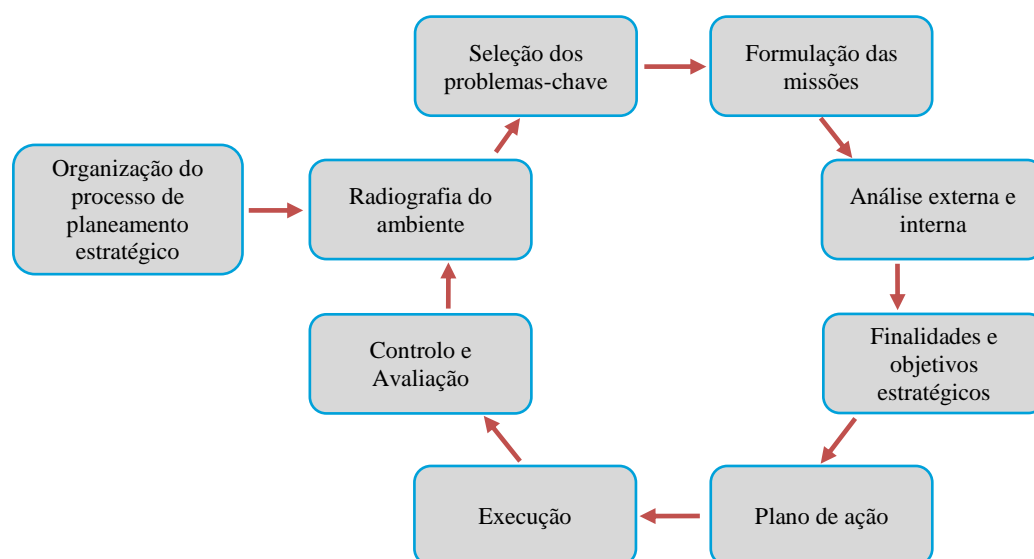 Organização do
processo de
planeamento
estratégico
Radiografia do
ambiente
Seleção dos
problemas-chave
Formulação das
missões
Análise externa e
interna
Finalidades e
objetivos
estratégicos
Plano de ação
Execução
Controlo e
Avaliação